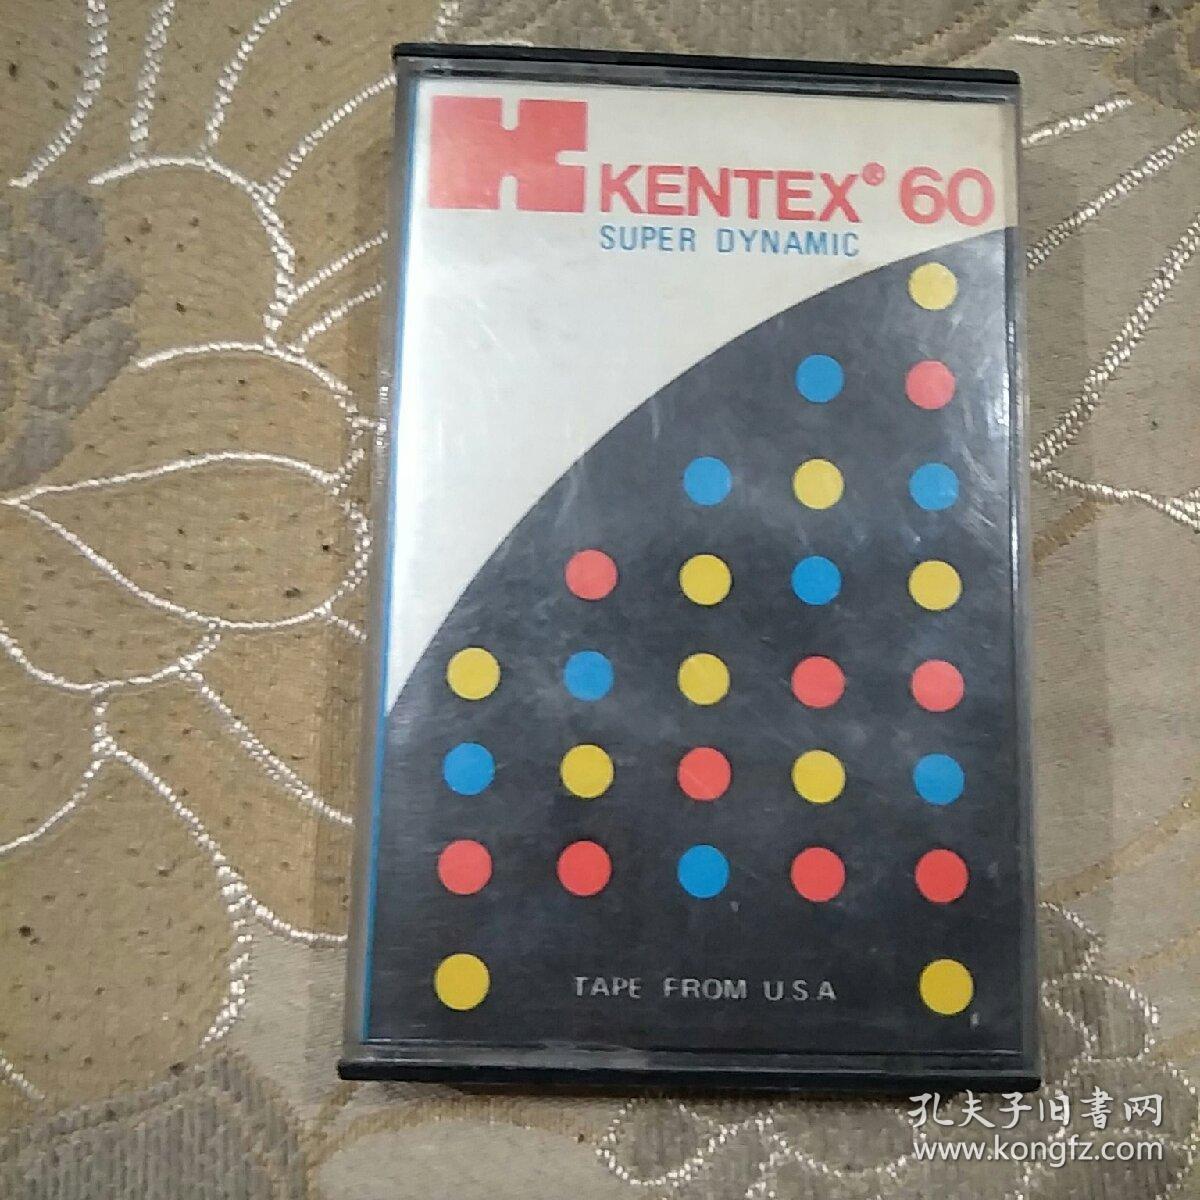 KENTEX® 60
SUPER DYNAMIC
TAPE FROM U.S.A
孔夫子旧书网
www.kongfz.com